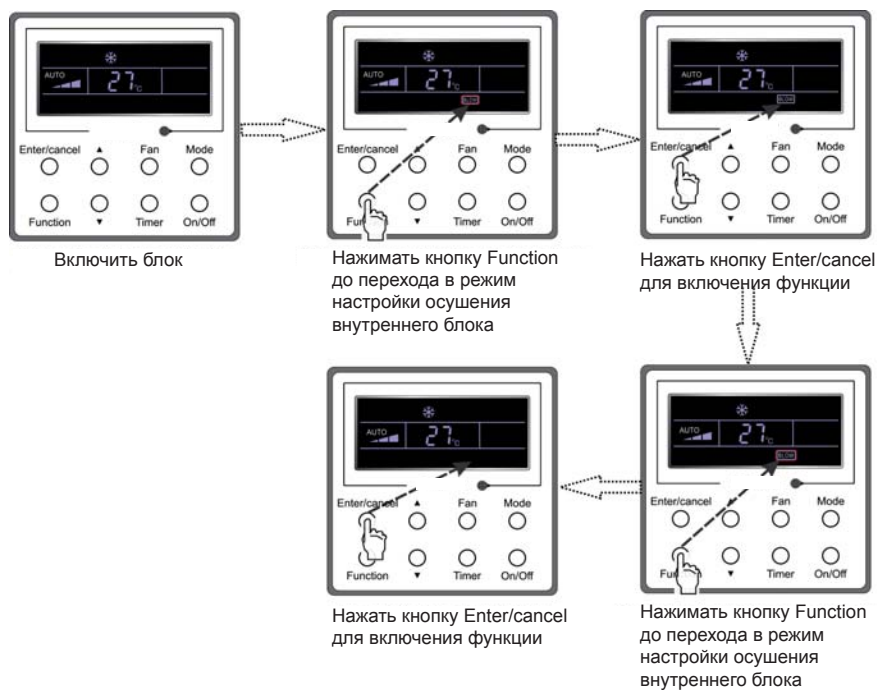 AUTO 27°C
Enter/cancel ▲ Fan Mode
Function ▼ Timer On/Off
Включить блок
AUTO 27°C
BLOW
Enter/cancel Fan Mode
Fun n ▼ Timer On/Off
Нажимать кнопку Function
до перехода в режим
настройки осушения
внутреннего блока
AUTO 27°C
BLOW
Enter/cancel ▲ Fan Mode
Function ▼ Timer On/Off
Нажать кнопку Enter/cancel
для включения функции
AUTO 27°C
BLOW
Enter/cancel ▲ Fan Mode
Fun n ▼ Timer On/Off
Нажимать кнопку Function
до перехода в режим
настройки осушения
внутреннего блока
AUTO 27°C
Enter/cancel ▲ Fan Mode
Function ▼ Timer On/Off
Нажать кнопку Enter/cancel
для включения функции